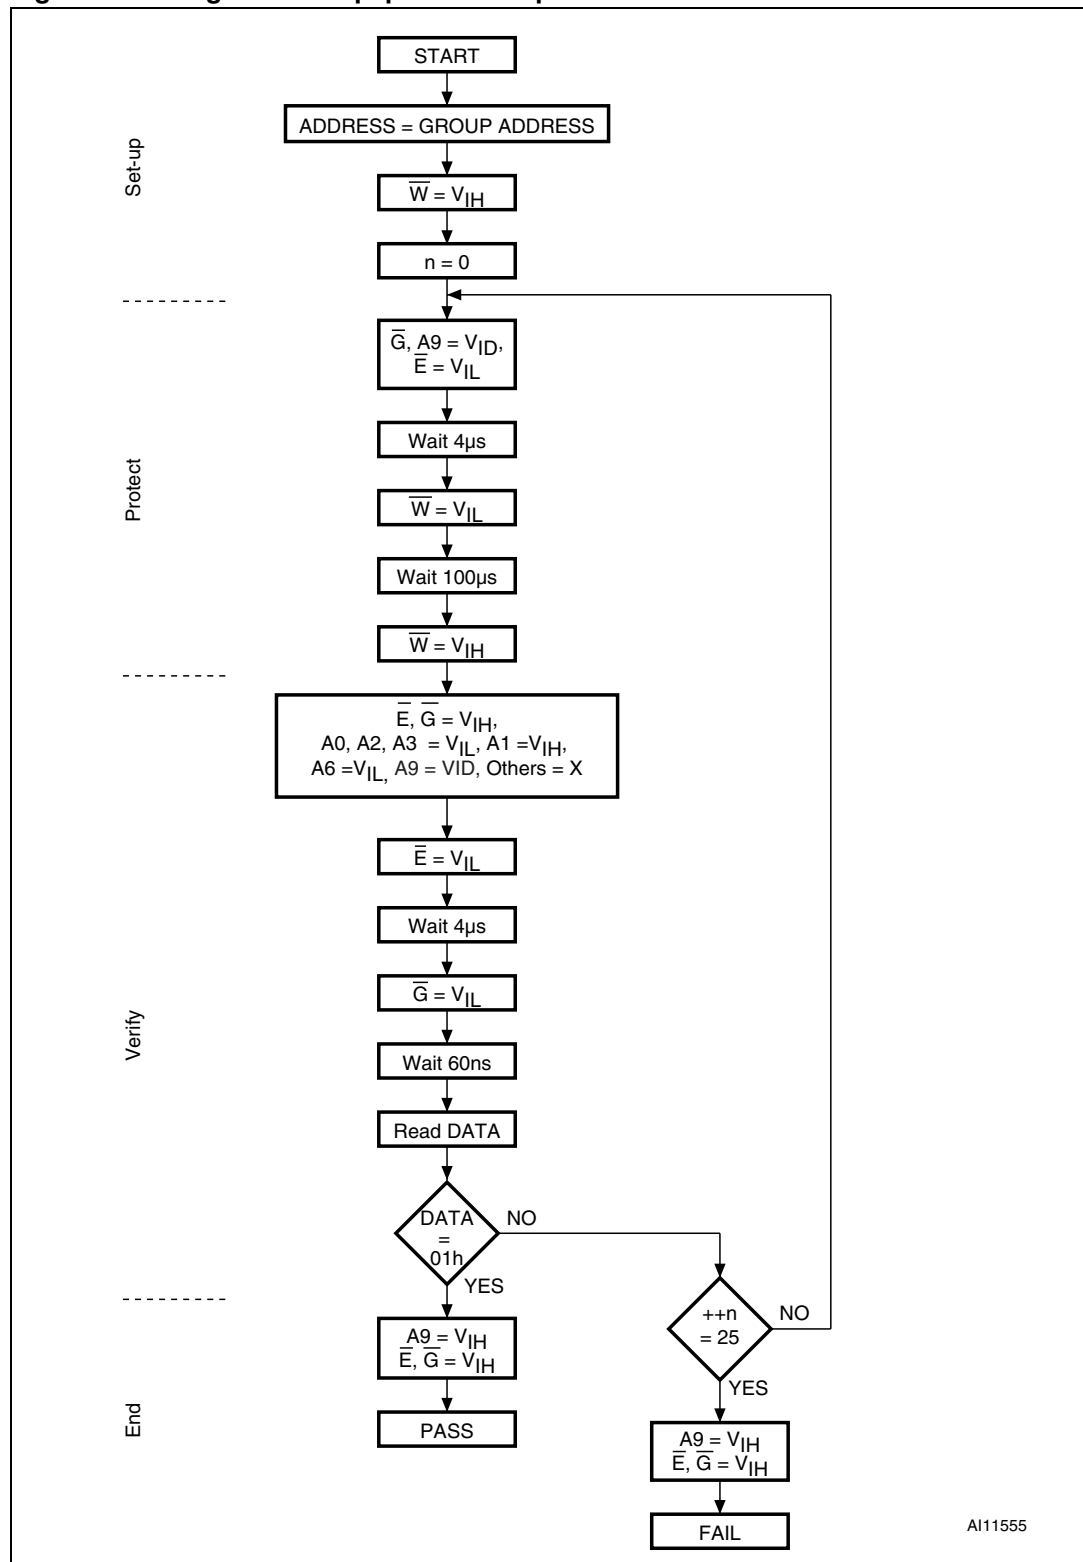 START
ADDRESS = GROUP ADDRESS
Set-up
W̅ = VIH
n = 0
G̅, A9 = VID,
E̅ = VIL
Wait 4µs
Protect
W̅ = VIL
Wait 100µs
W̅ = VIH
E̅, G̅ = VIH,
A0, A2, A3 = VIL, A1 =VIH,
A6 =VIL, A9 = VID, Others = X
E̅ = VIL
Wait 4µs
G̅ = VIL
Verify
Wait 60ns
Read DATA
DATA
=
01h
NO
YES
++n
= 25
NO
YES
A9 = VIH
E̅, G̅ = VIH
End
PASS
A9 = VIH
E̅, G̅ = VIH
FAIL
AI11555